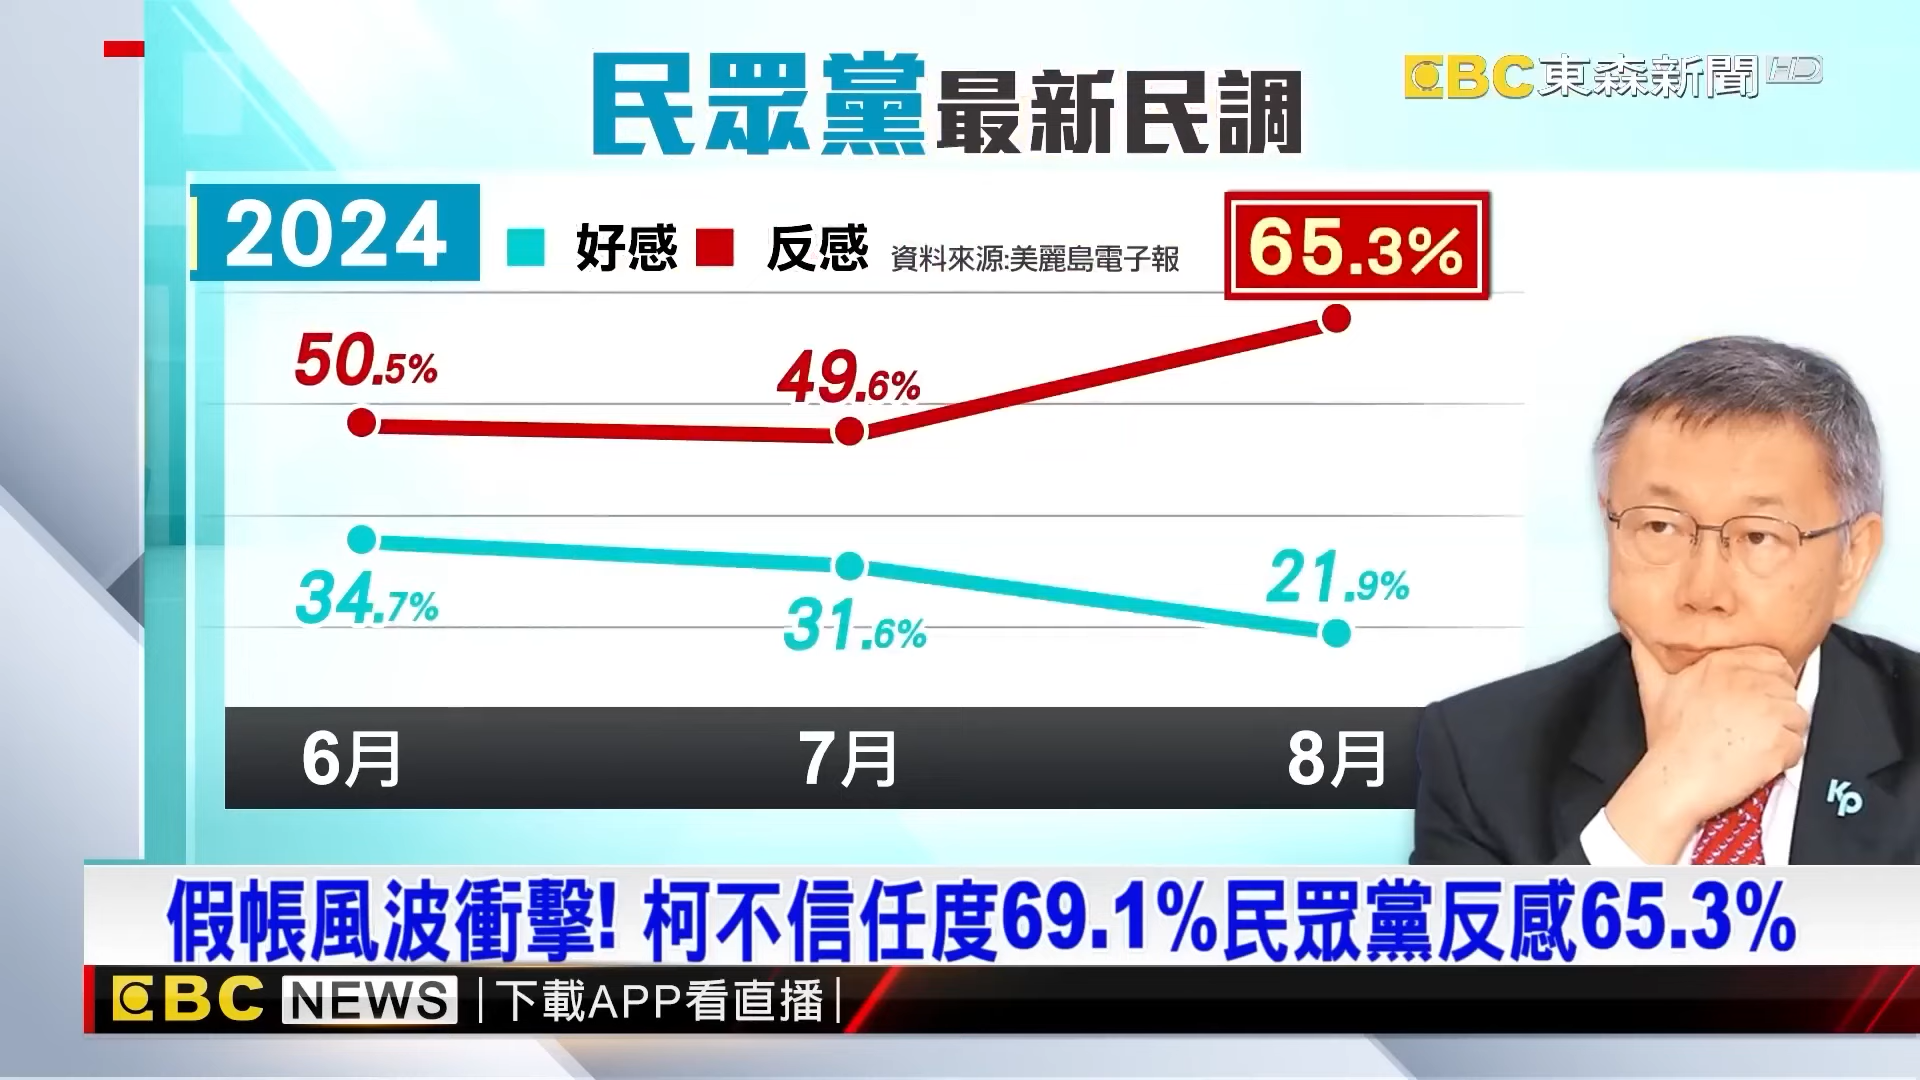 民眾黨最新民調
EBC東森新聞HD
2024
好感 反感 資料來源:美麗島電子報
65.3%
50.5%
49.6%
34.7%
31.6%
21.9%
6月 7月 8月
KP
假帳風波衝擊! 柯不信任度69.1%民眾黨反感65.3%
EBC NEWS |下載APP看直播|